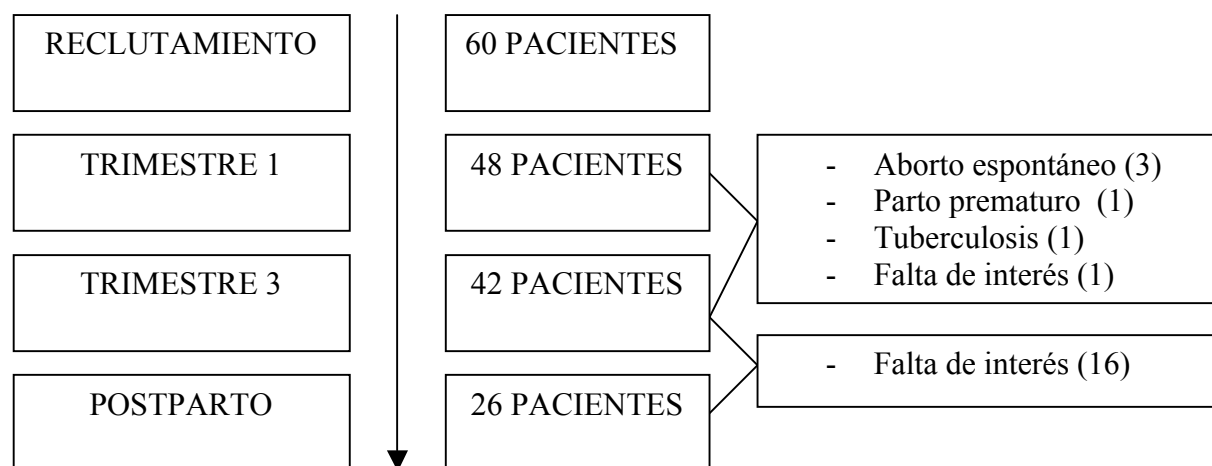 RECLUTAMIENTO
60 PACIENTES
TRIMESTRE 1
48 PACIENTES
- Aborto espontáneo (3)
- Parto prematuro (1)
- Tuberculosis (1)
- Falta de interés (1)
TRIMESTRE 3
42 PACIENTES
- Falta de interés (16)
POSTPARTO
26 PACIENTES